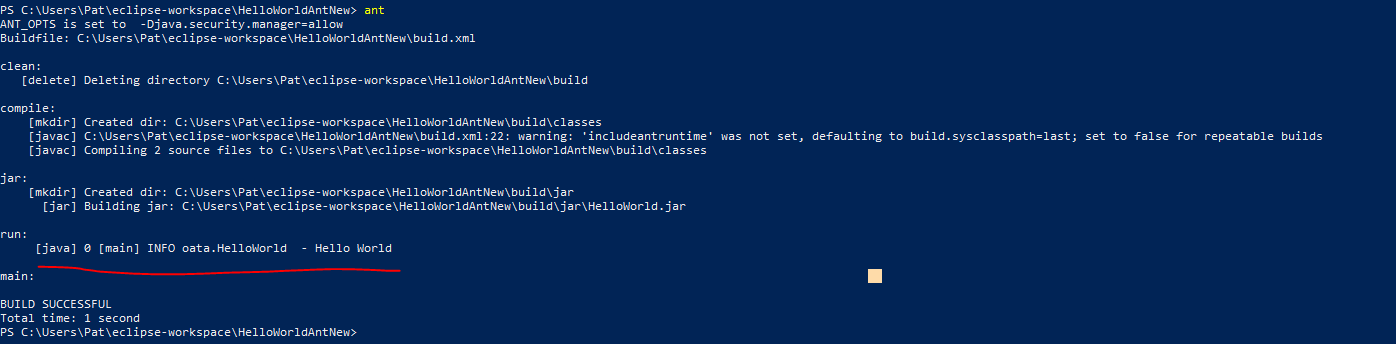 PS C:\Users\Pat\eclipse-workspace\HelloWorldAntNew> ant
ANT_OPTS is set to  -Djava.security.manager=allow
Buildfile: C:\Users\Pat\eclipse-workspace\HelloWorldAntNew\build.xml
clean:
[delete] Deleting directory C:\Users\Pat\eclipse-workspace\HelloWorldAntNew\build
compile:
[mkdir] Created dir: C:\Users\Pat\eclipse-workspace\HelloWorldAntNew\build\classes
[javac] C:\Users\Pat\eclipse-workspace\HelloWorldAntNew\build.xml:22: warning: 'includeantruntime' was not set, defaulting to build.sysclasspath=last; set to false for repeatable builds
[javac] Compiling 2 source files to C:\Users\Pat\eclipse-workspace\HelloWorldAntNew\build\classes
jar:
[mkdir] Created dir: C:\Users\Pat\eclipse-workspace\HelloWorldAntNew\build\jar
[jar] Building jar: C:\Users\Pat\eclipse-workspace\HelloWorldAntNew\build\jar\HelloWorld.jar
run:
[java] 0 [main] INFO oata.HelloWorld  - Hello World
main:
BUILD SUCCESSFUL
Total time: 1 second
PS C:\Users\Pat\eclipse-workspace\HelloWorldAntNew>